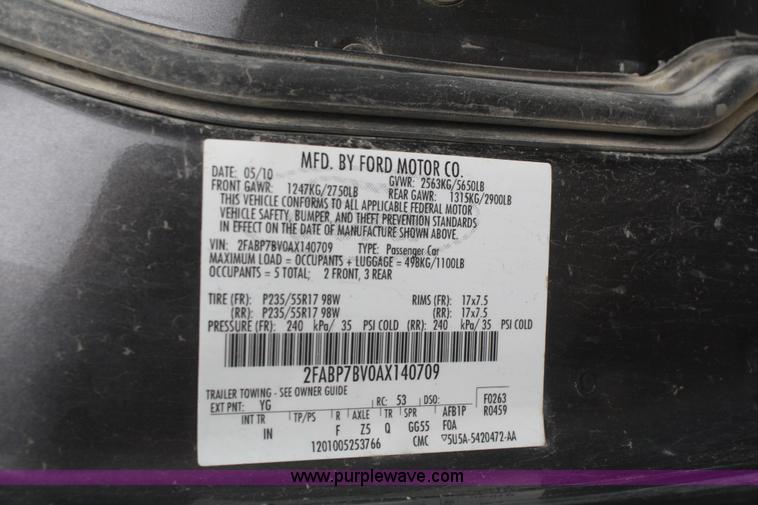 MFD. BY FORD MOTOR CO.
DATE: 05/10 GVWR: 2563KG/5650LB
FRONT GAWR: 1247KG/2750LB REAR GAWR: 1315KG/2900LB
THIS VEHICLE CONFORMS TO ALL APPLICABLE FEDERAL MOTOR
VEHICLE SAFETY, BUMPER, AND THEFT PREVENTION STANDARDS
IN EFFECT ON THE DATE OF MANUFACTURE SHOWN ABOVE.
VIN: 2FABP7BV0AX140709 TYPE: Passenger Car
MAXIMUM LOAD = OCCUPANTS + LUGGAGE = 498KG/1100LB
OCCUPANTS = 5 TOTAL; 2 FRONT, 3 REAR
TIRE (FR): P235/55R17 98W RIMS (FR): 17x7.5
(RR): P235/55R17 98W (RR): 17x7.5
PRESSURE (FR): 240 kPa/ 35 PSI COLD (RR): 240 kPa/ 35 PSI COLD
2FABP7BV0AX140709
TRAILER TOWING - SEE OWNER GUIDE
EXT PNT: YG RC: 53 DSO: F0263
INT TR TP/PS R AXLE TR SPR AFB1P R0459
IN F Z5 Q GG55 FOA
1201005253766 CMC ▽5U5A-5420472-AA
www.purplewave.com